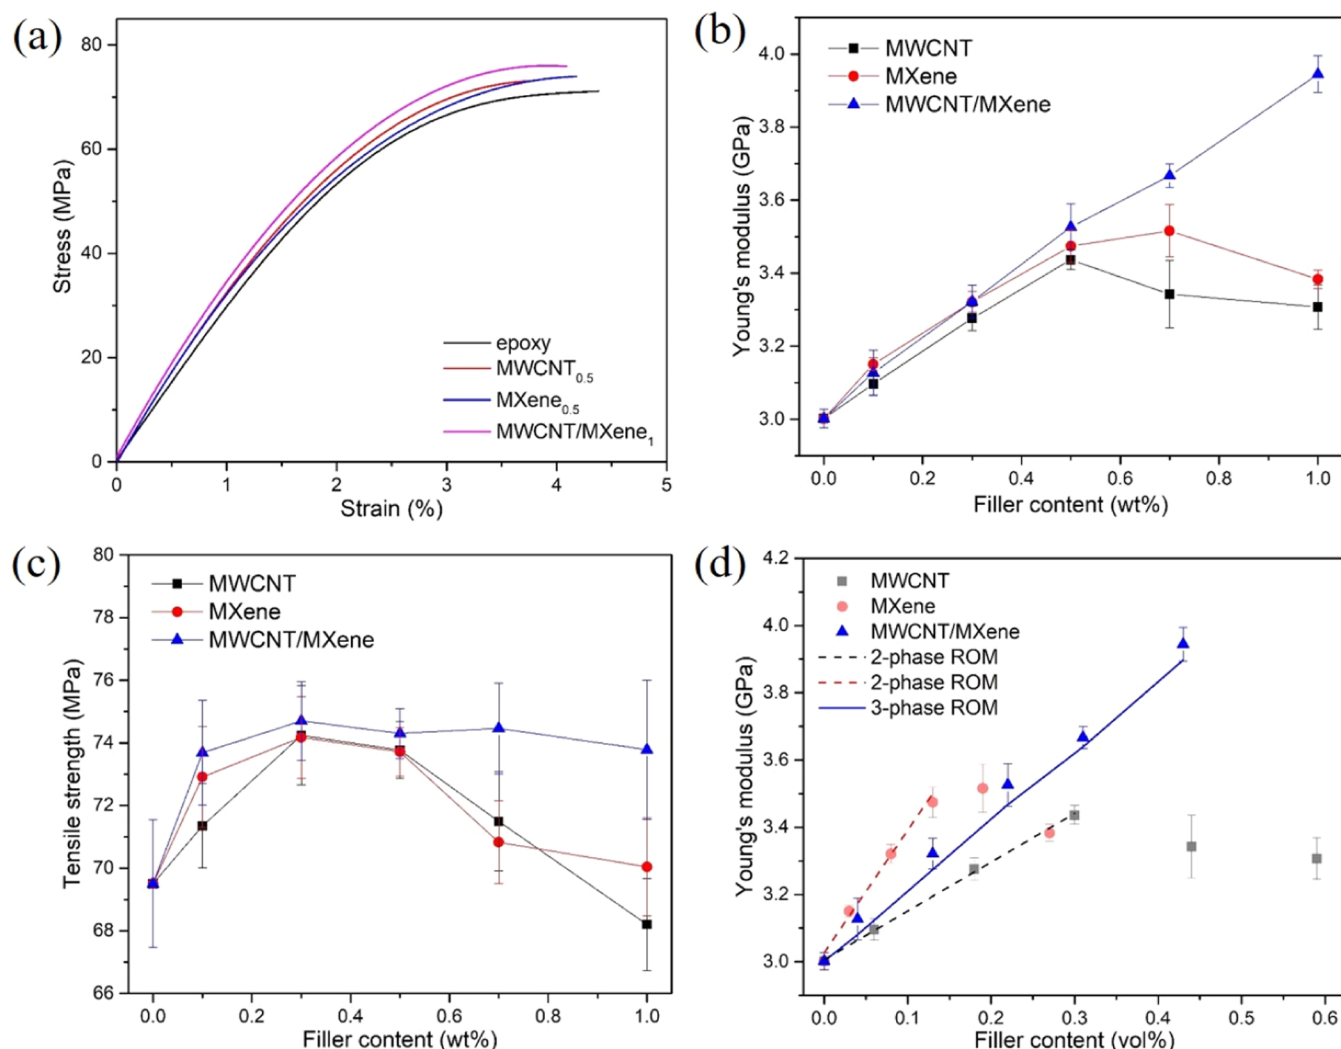 (a)
80
60
40
20
0
Stress (MPa)
epoxy
MWCNT0.5
MXene0.5
MWCNT/MXene1
0 1 2 3 4 5
Strain (%)
(b)
MWCNT
MXene
MWCNT/MXene
4.0
3.8
3.6
3.4
3.2
3.0
Young's modulus (GPa)
0.0 0.2 0.4 0.6 0.8 1.0
Filler content (wt%)
(c)
80
78
76
74
72
70
68
66
Tensile strength (MPa)
MWCNT
MXene
MWCNT/MXene
0.0 0.2 0.4 0.6 0.8 1.0
Filler content (wt%)
(d)
4.2
4.0
3.8
3.6
3.4
3.2
3.0
Young's modulus (GPa)
MWCNT
MXene
MWCNT/MXene
2-phase ROM
2-phase ROM
3-phase ROM
0.0 0.1 0.2 0.3 0.4 0.5 0.6
Filler content (vol%)